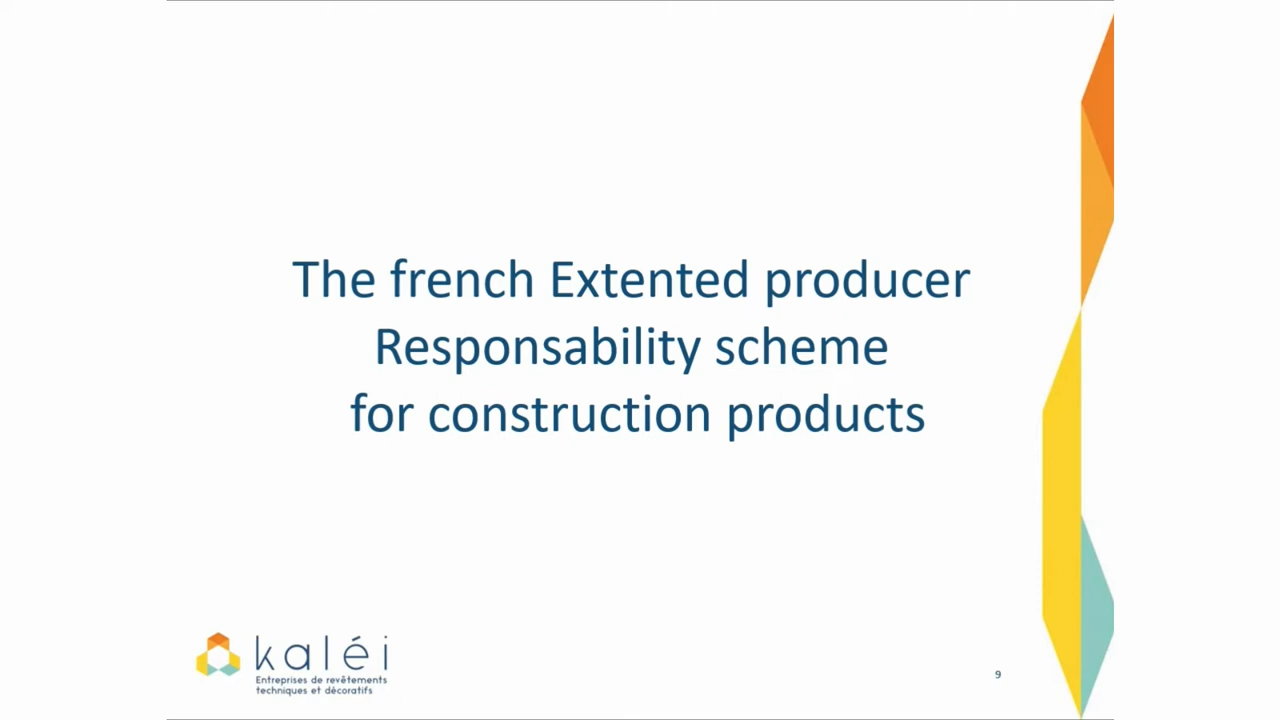 The french Extented producer
Responsability scheme
for construction products
kaléi
Entreprises de revêtements
techniques et décoratifs
9